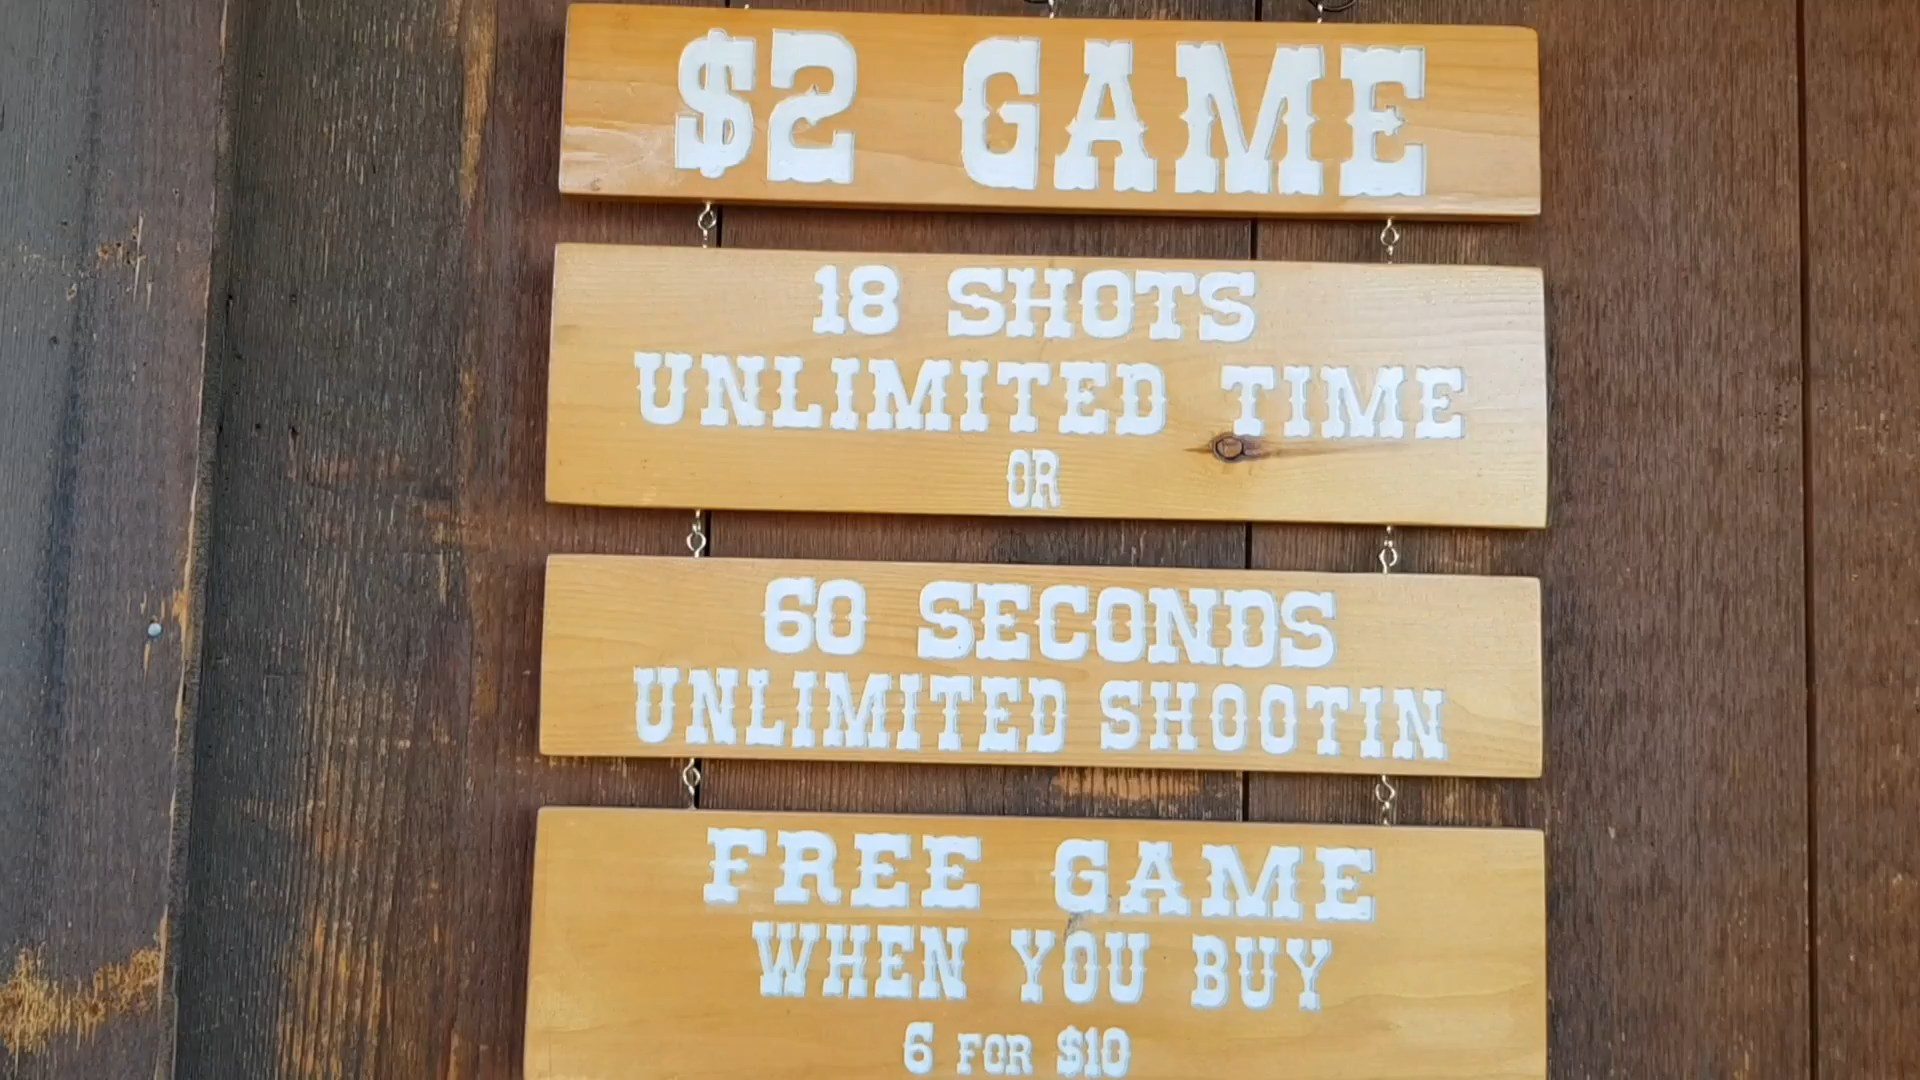 $2 GAME
18 SHOTS
UNLIMITED TIME
OR
60 SECONDS
UNLIMITED SHOOTIN
FREE GAME
WHEN YOU BUY
6 FOR $10